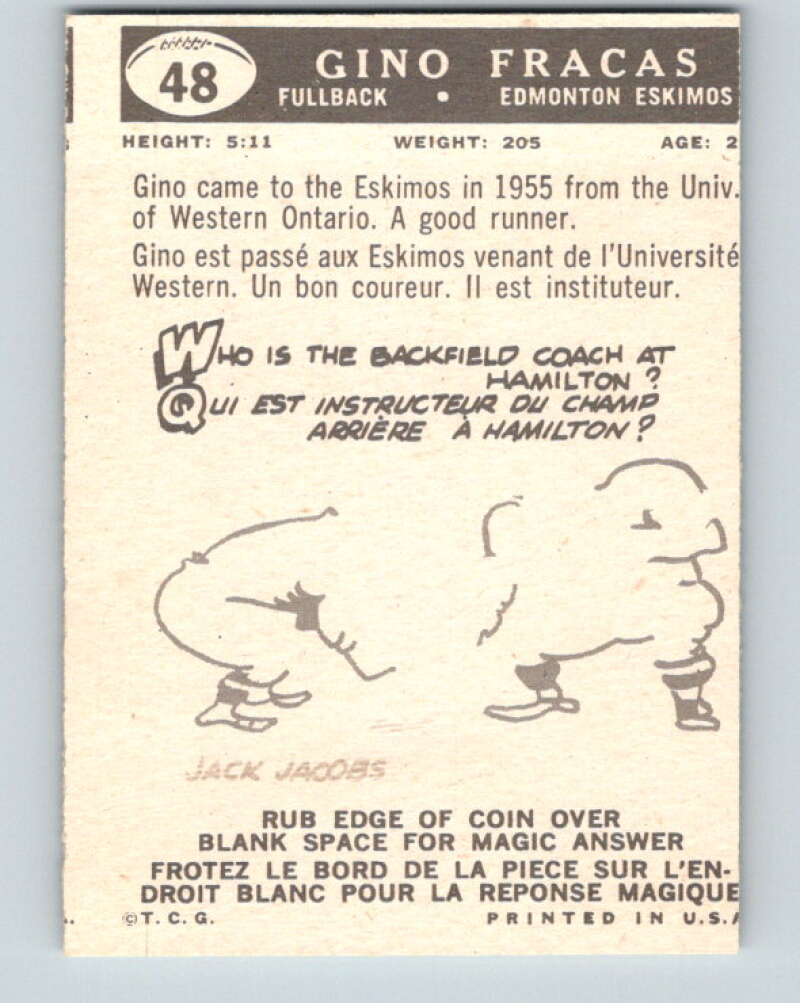 48
GINO FRACAS
FULLBACK • EDMONTON ESKIMOS
HEIGHT: 5:11 WEIGHT: 205 AGE: 2
Gino came to the Eskimos in 1955 from the Univ.
of Western Ontario. A good runner.
Gino est passé aux Eskimos venant de l'Université
Western. Un bon coureur. Il est instituteur.
WHO IS THE BACKFIELD COACH AT
HAMILTON?
QUI EST INSTRUCTEUR DU CHAMP
ARRIÈRE À HAMILTON?
JACK JACOBS
RUB EDGE OF COIN OVER
BLANK SPACE FOR MAGIC ANSWER
FROTEZ LE BORD DE LA PIECE SUR L'EN-
DROIT BLANC POUR LA REPONSE MAGIQUE
©T.C.G. PRINTED IN U.S.A